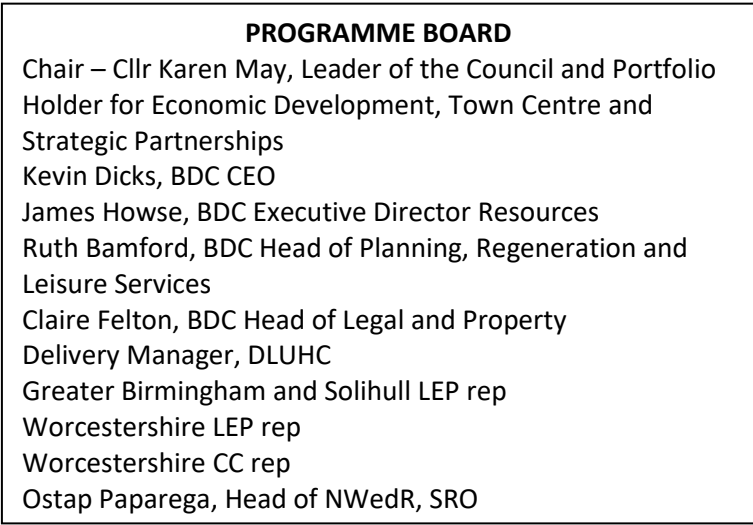 PROGRAMME BOARD
Chair – Cllr Karen May, Leader of the Council and Portfolio
Holder for Economic Development, Town Centre and
Strategic Partnerships
Kevin Dicks, BDC CEO
James Howse, BDC Executive Director Resources
Ruth Bamford, BDC Head of Planning, Regeneration and
Leisure Services
Claire Felton, BDC Head of Legal and Property
Delivery Manager, DLUHC
Greater Birmingham and Solihull LEP rep
Worcestershire LEP rep
Worcestershire CC rep
Ostap Paparega, Head of NWedR, SRO